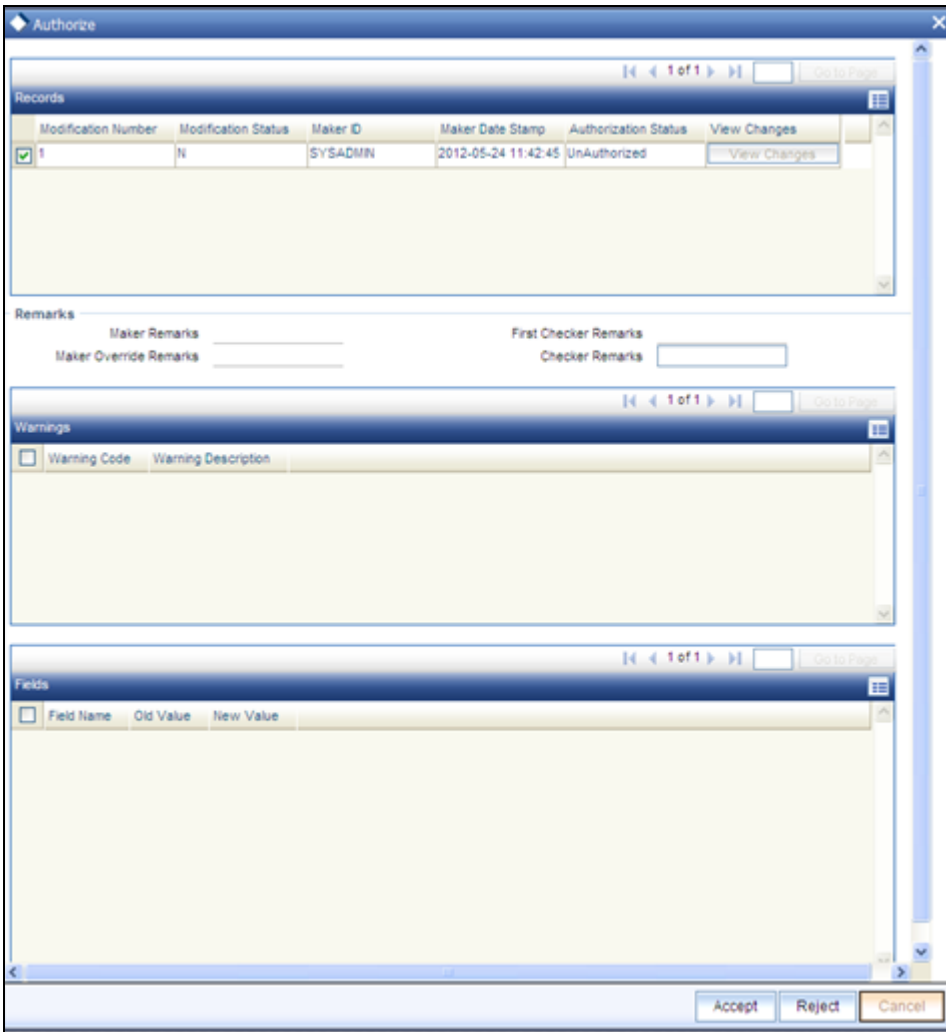 Authorize
1 of 1 Go to Page
Records
Modification Number Modification Status Maker ID Maker Date Stamp Authorization Status View Changes
1 N SYSADMIN 2012-05-24 11:42:45 UnAuthorized View Changes
Remarks
Maker Remarks First Checker Remarks
Maker Override Remarks Checker Remarks
1 of 1 Go to Page
Warnings
Warning Code Warning Description
1 of 1 Go to Page
Fields
Field Name Old Value New Value
Accept Reject Cancel